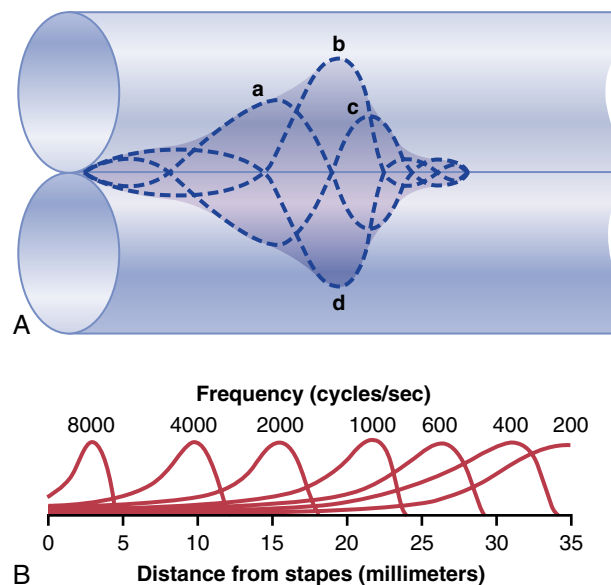 b
a
c
d
A
Frequency (cycles/sec)
8000 4000 2000 1000 600 400 200
0 5 10 15 20 25 30 35
B Distance from stapes (millimeters)